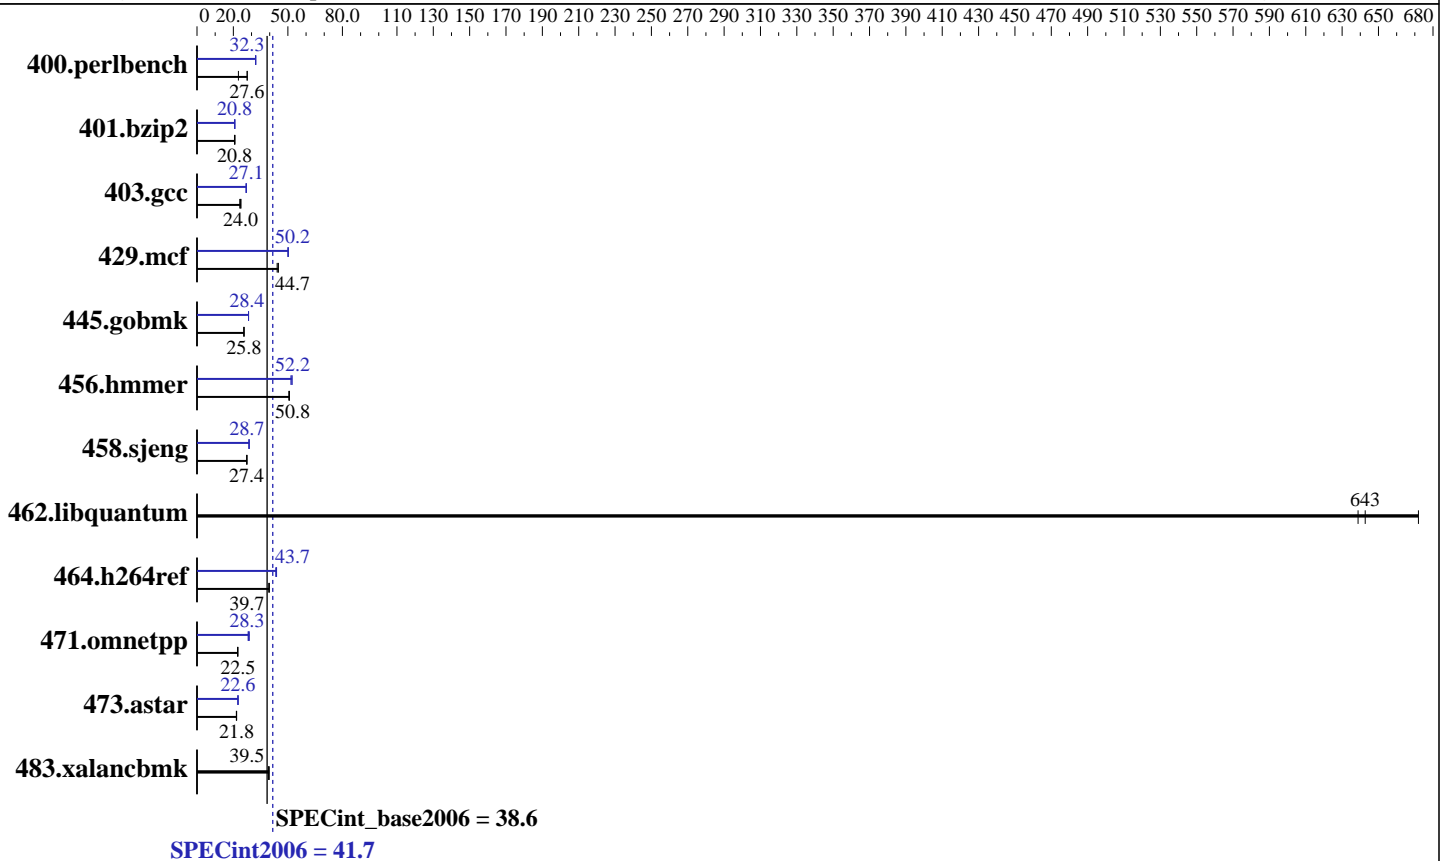 0 20.0 50.0 80.0 110 130 150 170 190 210 230 250 270 290 310 330 350 370 390 410 430 450 470 490 510 530 550 570 590 610 630 650 680
32.3
400.perlbench
27.6
20.8
401.bzip2
20.8
27.1
403.gcc
24.0
50.2
429.mcf
44.7
28.4
445.gobmk
25.8
52.2
456.hmmer
50.8
28.7
458.sjeng
27.4
643
462.libquantum
43.7
464.h264ref
39.7
28.3
471.omnetpp
22.5
22.6
473.astar
21.8
39.5
483.xalancbmk
SPECint_base2006 = 38.6
SPECint2006 = 41.7